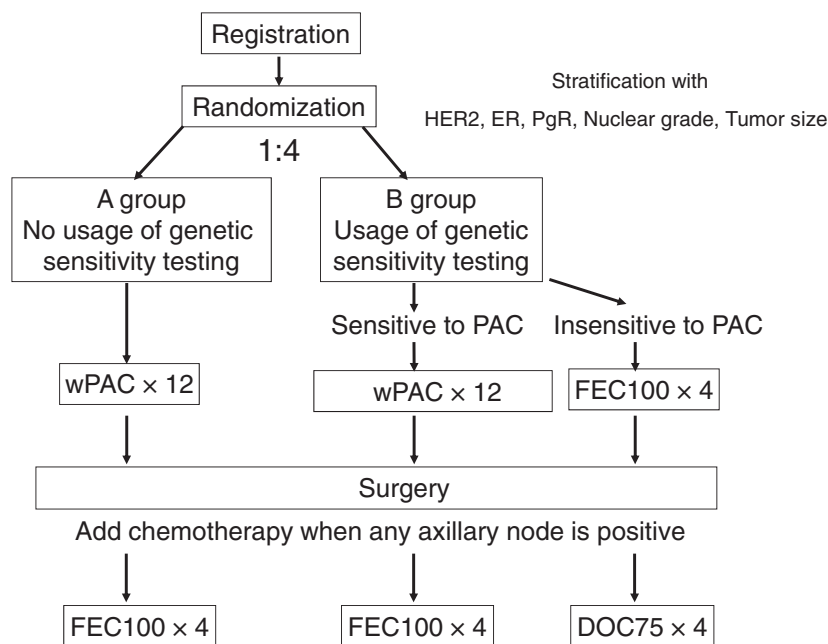 Registration
Stratification with
Randomization
HER2, ER, PgR, Nuclear grade, Tumor size
1:4
A group
No usage of genetic
sensitivity testing
B group
Usage of genetic
sensitivity testing
Sensitive to PAC
Insensitive to PAC
wPAC × 12
wPAC × 12
FEC100 × 4
Surgery
Add chemotherapy when any axillary node is positive
FEC100 × 4
FEC100 × 4
DOC75 × 4